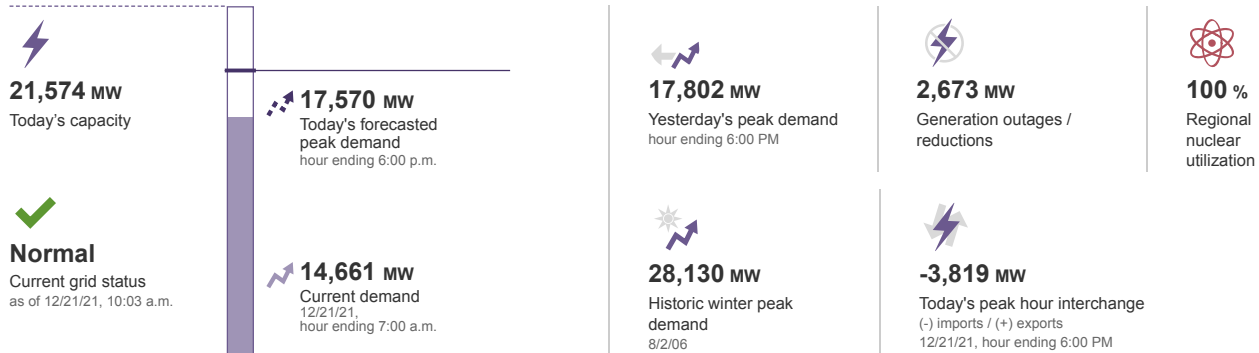 21,574 MW
Today's capacity
Normal
Current grid status
as of 12/21/21, 10:03 a.m.
17,570 MW
Today's forecasted
peak demand
hour ending 6:00 p.m.
14,661 MW
Current demand
12/21/21,
hour ending 7:00 a.m.
17,802 MW
Yesterday's peak demand
hour ending 6:00 PM
2,673 MW
Generation outages /
reductions
100 %
Regional
nuclear
utilization
28,130 MW
Historic winter peak
demand
8/2/06
-3,819 MW
Today's peak hour interchange
(-) imports / (+) exports
12/21/21, hour ending 6:00 PM